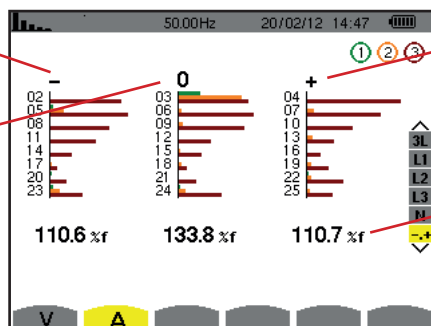 50.00Hz 20/02/12 14:47
1 2 3
− 0 +
02 03 04
05 06 07
08 09 10
11 12 13
14 15 16
17 18 19
20 21 22
23 24 25
3L
L1
L2
L3
N
-.+
110.6 %f 133.8 %f 110.7 %f
V A